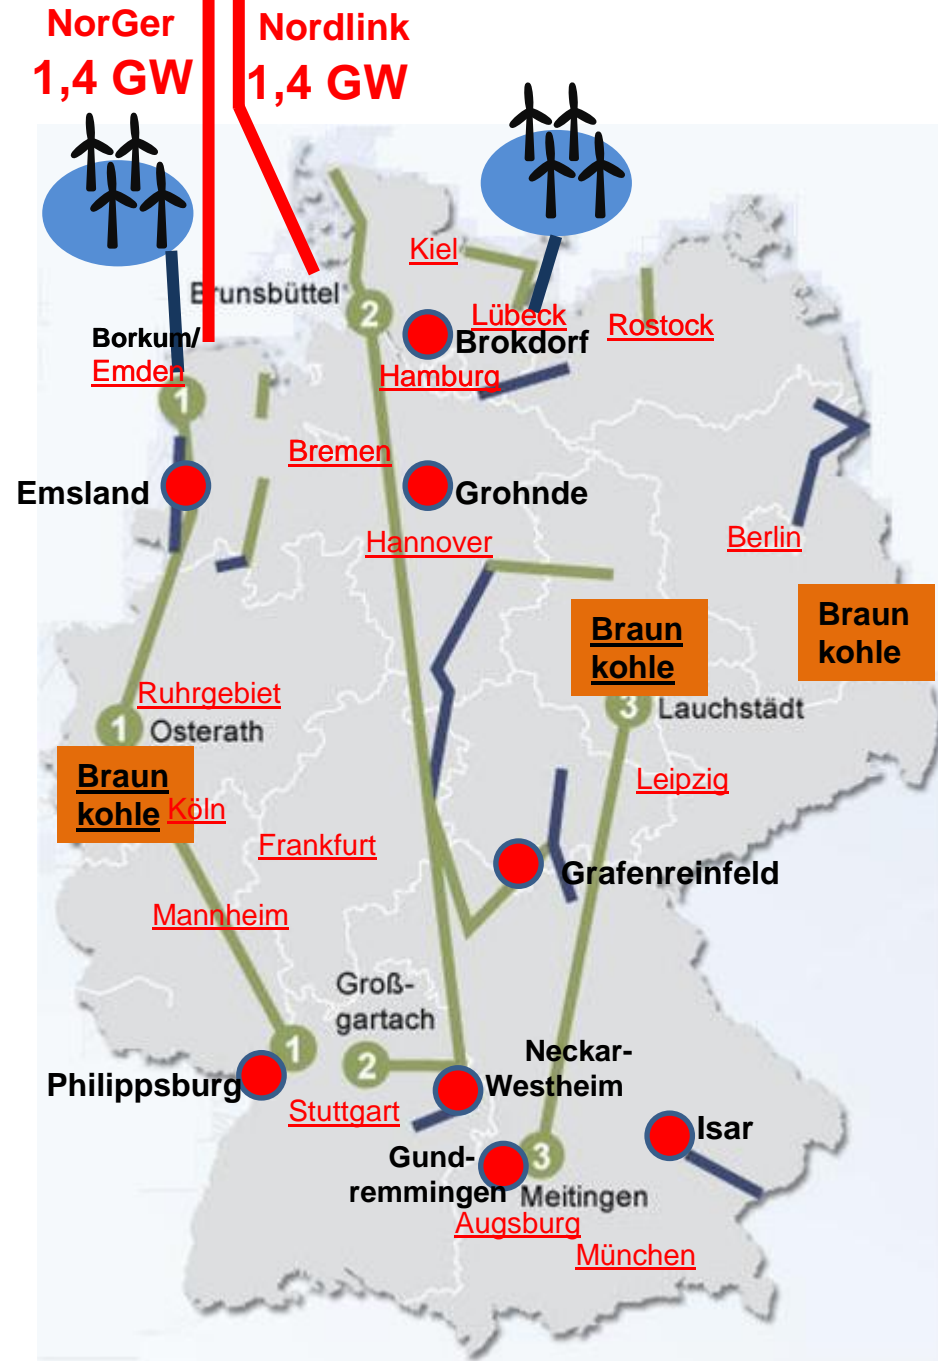 NorGer
1,4 GW
Nordlink
1,4 GW
Kiel
Brunsbüttel
2
Lübeck
Rostock
Borkum/
Emden
Brokdorf
Hamburg
1
Bremen
Emsland
Grohnde
Hannover
Berlin
Braun
kohle
Braun
kohle
Ruhrgebiet
1
Osterath
3
Lauchstädt
Braun
kohle
Köln
Leipzig
Frankfurt
Grafenreinfeld
Mannheim
Groß-
gartach
1
2
Neckar-
Westheim
Philippsburg
Stuttgart
Isar
Gund-
remmingen
3
Meitingen
Augsburg
München